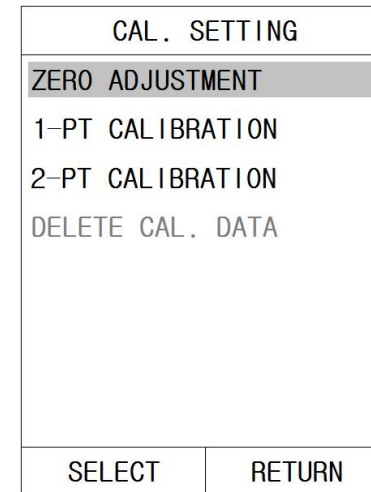 CAL. SETTING
ZERO ADJUSTMENT
1-PT CALIBRATION
2-PT CALIBRATION
DELETE CAL. DATA
SELECT RETURN